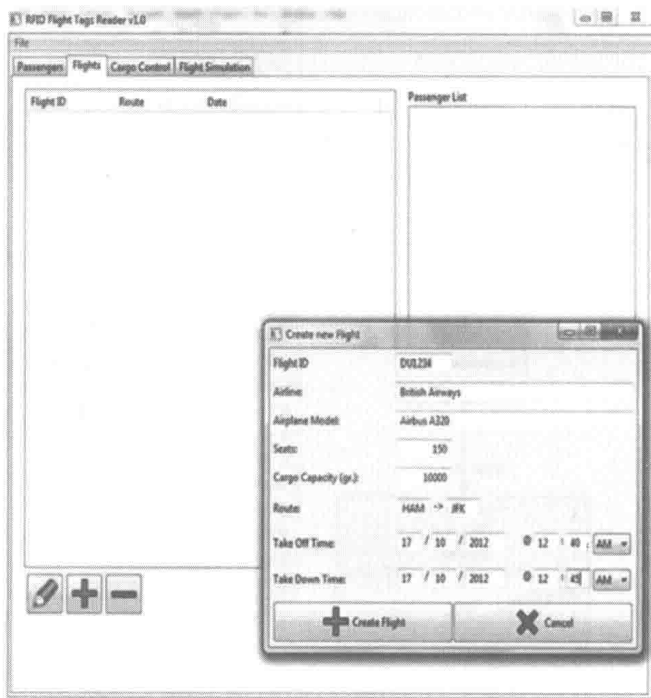 RFID Flight Tags Reader v1.0
File
Passengers Flights Cargo Control Flight Simulation
Flight ID Route Date
Passenger List
Create new Flight
Flight ID DU1234
Airline: British Airways
Airplane Model: Airbus A320
Seats: 150
Cargo Capacity (gr.): 10000
Route: HAM -> JFK
Take Off Time: 17 / 10 / 2012 @ 12 : 40 AM
Take Down Time: 17 / 10 / 2012 @ 12 : 45 AM
Create Flight Cancel